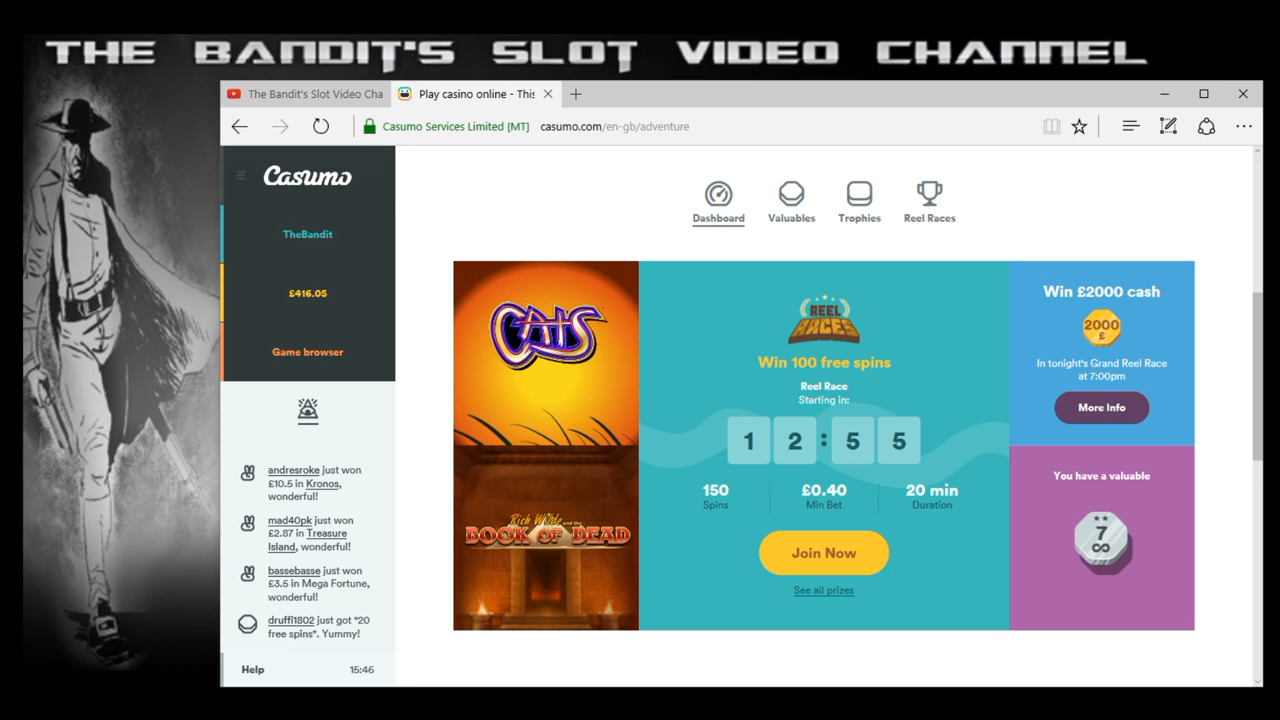 THE BANDIT'S SLOT VIDEO CHANNEL
The Bandit's Slot Video Cha
Play casino online - This
Casumo Services Limited [MT] casumo.com/en-gb/adventure
Casumo
TheBandit
£416.05
Game browser
andresroke just won
£10.5 in Kronos,
wonderful!
mad40pk just won
£2.87 in Treasure
Island, wonderful!
bassebasse just won
£3.5 in Mega Fortune,
wonderful!
druffi1802 just got "20
free spins". Yummy!
Help 15:46
Dashboard Valuables Trophies Reel Races
CATS
Rich Wilde and the
BOOK OF DEAD
REEL
RACES
Win 100 free spins
Reel Race
Starting in:
1 2 : 5 5
150 £0.40 20 min
Spins Min Bet Duration
Join Now
See all prizes
Win £2000 cash
2000
£
In tonight's Grand Reel Race
at 7:00pm
More Info
You have a valuable
7
∞